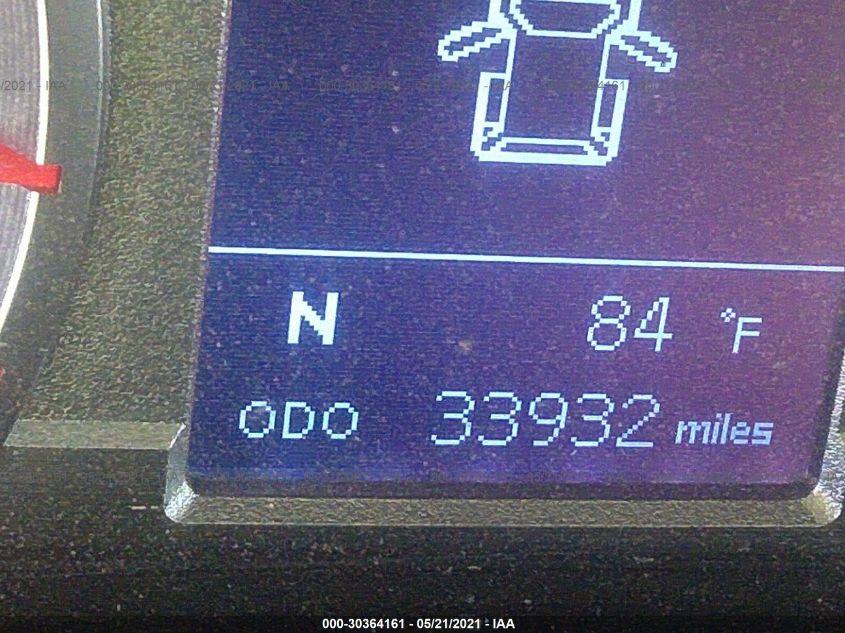 N 84 °F
ODO 33932 miles
000-30364161 - 05/21/2021 - IAA